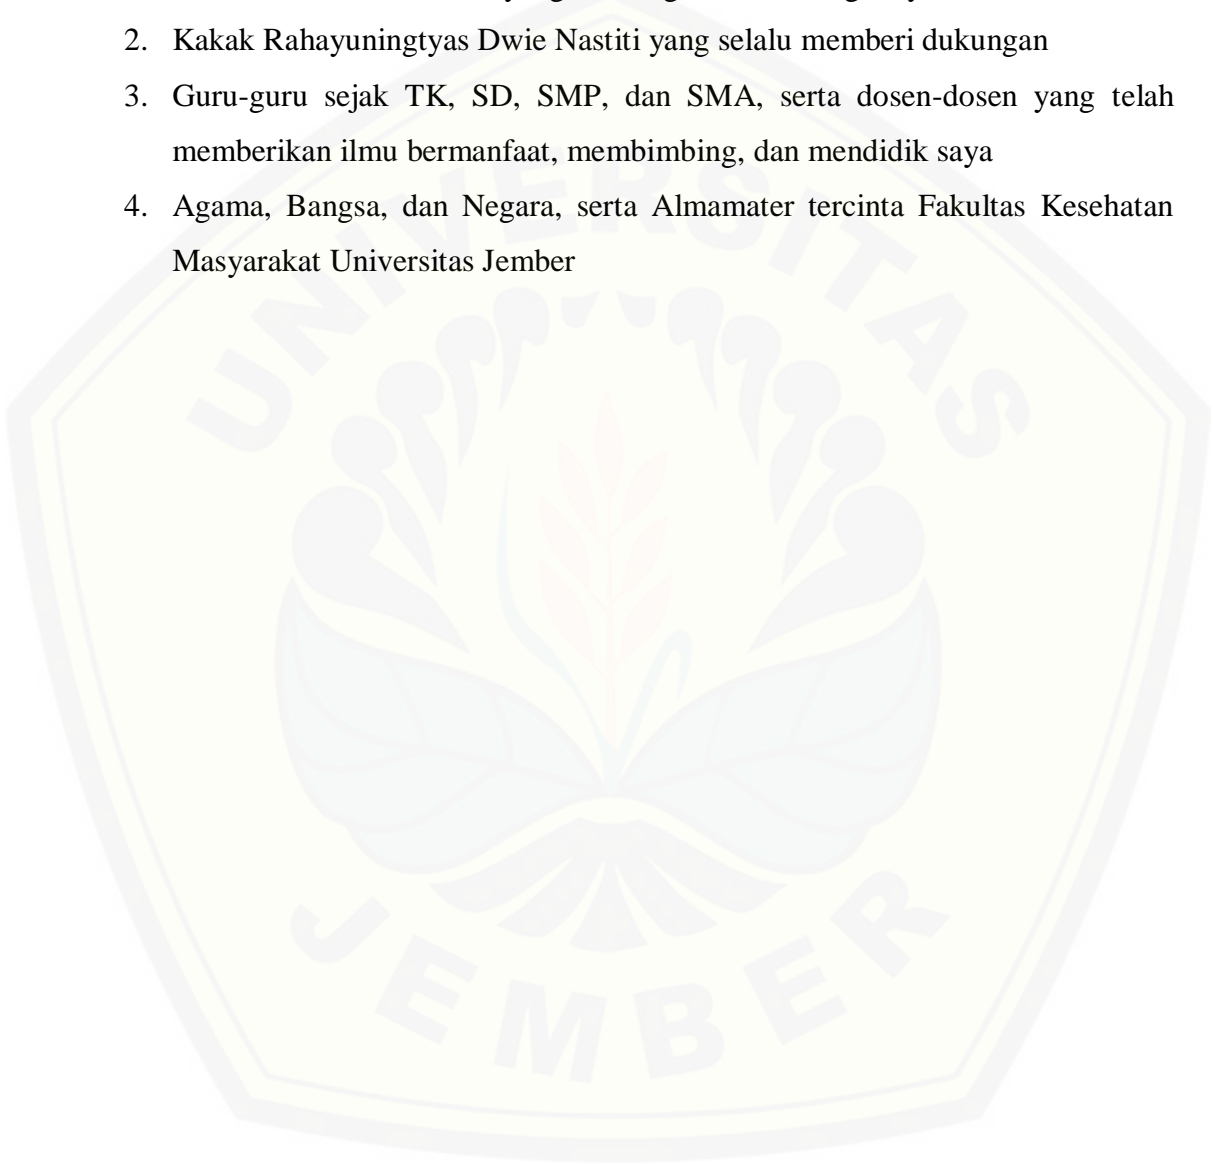 2. Kakak Rahayuningtyas Dwie Nastiti yang selalu memberi dukungan
3. Guru-guru sejak TK, SD, SMP, dan SMA, serta dosen-dosen yang telah
memberikan ilmu bermanfaat, membimbing, dan mendidik saya
4. Agama, Bangsa, dan Negara, serta Almamater tercinta Fakultas Kesehatan
Masyarakat Universitas Jember
UNIVERSITAS
JEMBER